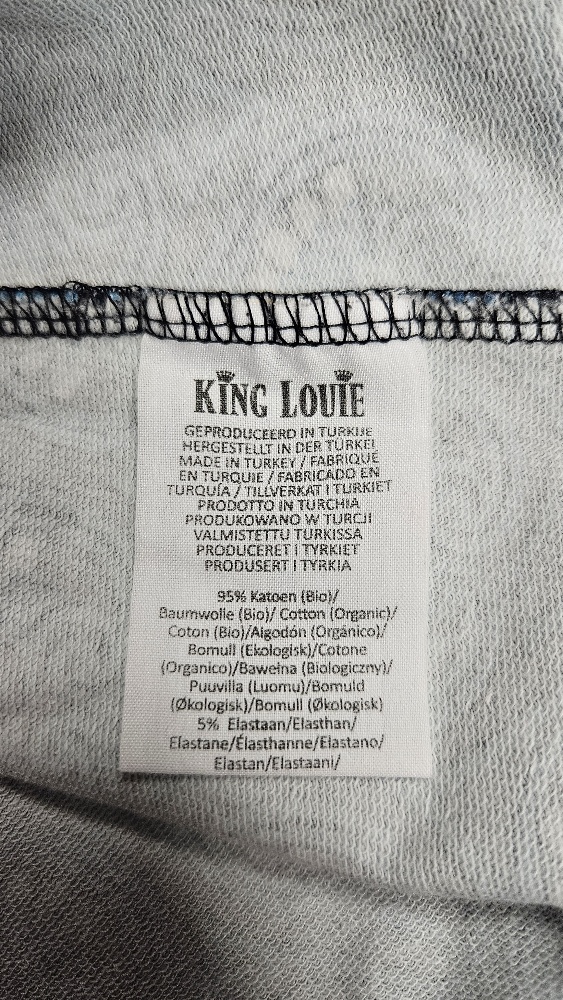 KING LOUIE
GEPRODUCEERD IN TURKIJE
HERGESTELLT IN DER TÜRKEI
MADE IN TURKEY / FABRIQUÉ
EN TURQUIE / FABRICADO EN
TURQUÍA / TILLVERKAT I TURKIET
PRODOTTO IN TURCHIA
PRODUKOWANO W TURCJI
VALMISTETTU TURKISSA
PRODUCERET I TYRKIET
PRODUSERT I TYRKIA
95% Katoen (Bio)/
Baumwolle (Bio)/ Cotton (Organic)/
Coton (Bio)/Algodón (Orgánico)/
Bomull (Ekologisk)/Cotone
(Organico)/Bawełna (Biologiczny)/
Puuvilla (Luomu)/Bomuld
(Økologisk)/Bomull (Økologisk)
5%  Elastaan/Elasthan/
Elastane/Élasthanne/Elastano/
Elastan/Elastaani/